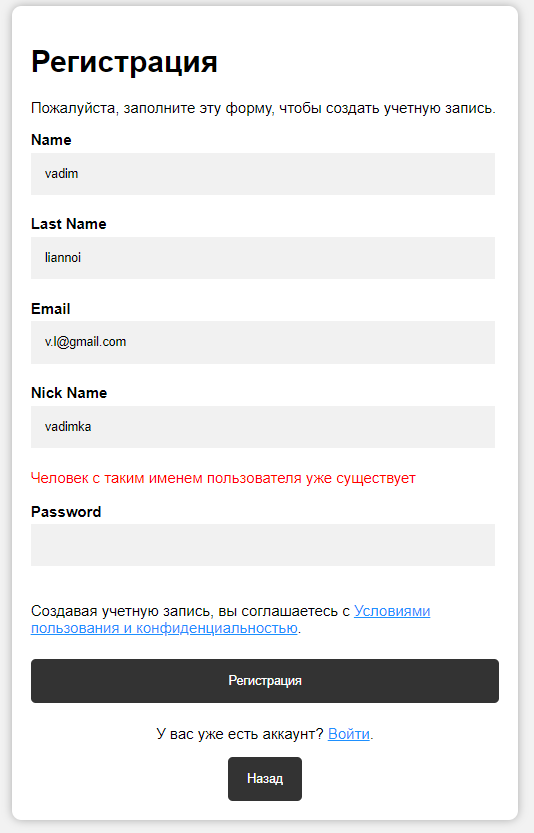 Регистрация
Пожалуйста, заполните эту форму, чтобы создать учетную запись.
Name
vadim
Last Name
liannoi
Email
v.l@gmail.com
Nick Name
vadimka
Человек с таким именем пользователя уже существует
Password
Создавая учетную запись, вы соглашаетесь с Условиями
пользования и конфиденциальностью.
Регистрация
У вас уже есть аккаунт? Войти.
Назад